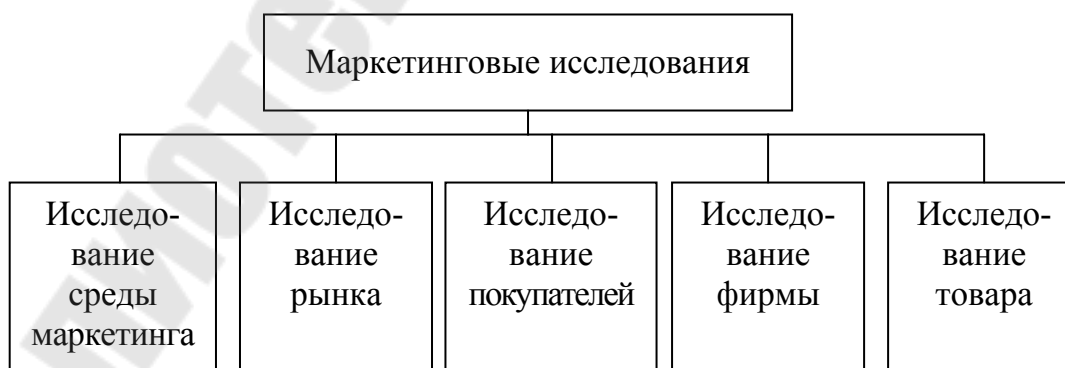 Маркетинговые исследования
Исследо-
вание
среды
маркетинга
Исследо-
вание
рынка
Исследо-
вание
покупателей
Исследо-
вание
фирмы
Исследо-
вание
товара